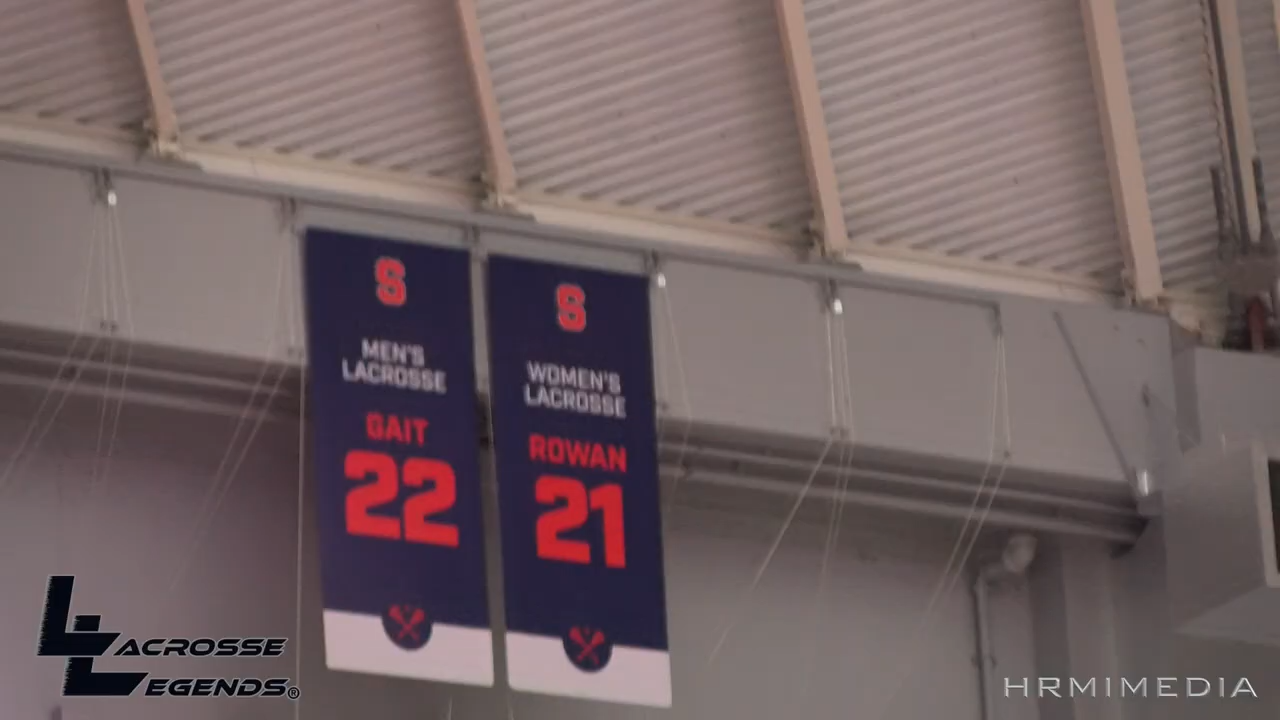 S
MEN'S
LACROSSE
GAIT
22
S
WOMEN'S
LACROSSE
ROWAN
21
LACROSSE
LEGENDS®
HRMIMEDIA